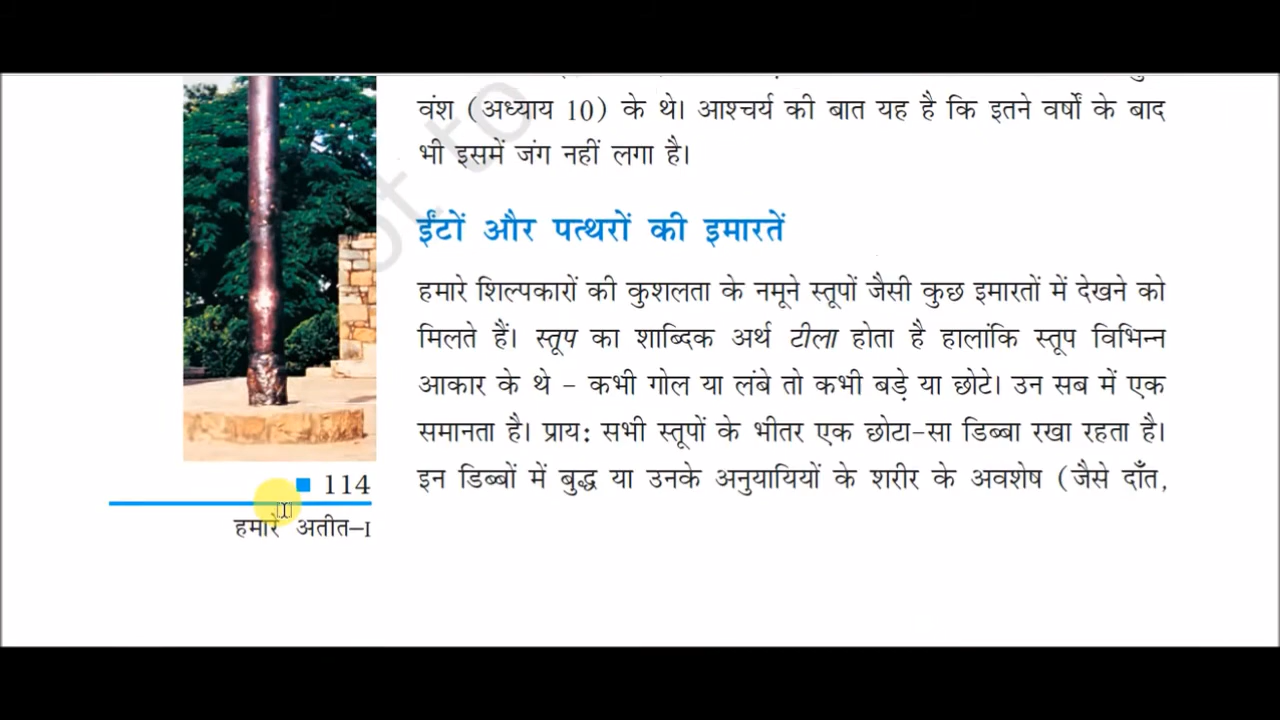 वंश (अध्याय 10) के थे। आश्चर्य की बात यह है कि इतने वर्षों के बाद
भी इसमें जंग नहीं लगा है।
ईंटों और पत्थरों की इमारतें
हमारे शिल्पकारों की कुशलता के नमूने स्तूपों जैसी कुछ इमारतों में देखने को
मिलते हैं। स्तूप का शाब्दिक अर्थ टीला होता है हालांकि स्तूप विभिन्न
आकार के थे – कभी गोल या लंबे तो कभी बड़े या छोटे। उन सब में एक
समानता है। प्राय: सभी स्तूपों के भीतर एक छोटा-सा डिब्बा रखा रहता है।
इन डिब्बों में बुद्ध या उनके अनुयायियों के शरीर के अवशेष (जैसे दाँत,
114
हमारे अतीत–I
not to